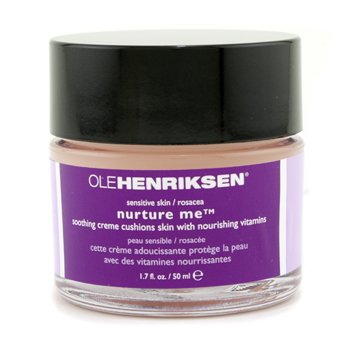 OLEHENRIKSEN®
sensitive skin / rosacea
nurture me™
soothing creme cushions skin with nourishing vitamins
peau sensible / rosacée
cette crème adoucissante protège la peau
avec des vitamines nourrissantes
1.7 fl. oz. / 50 ml ℮